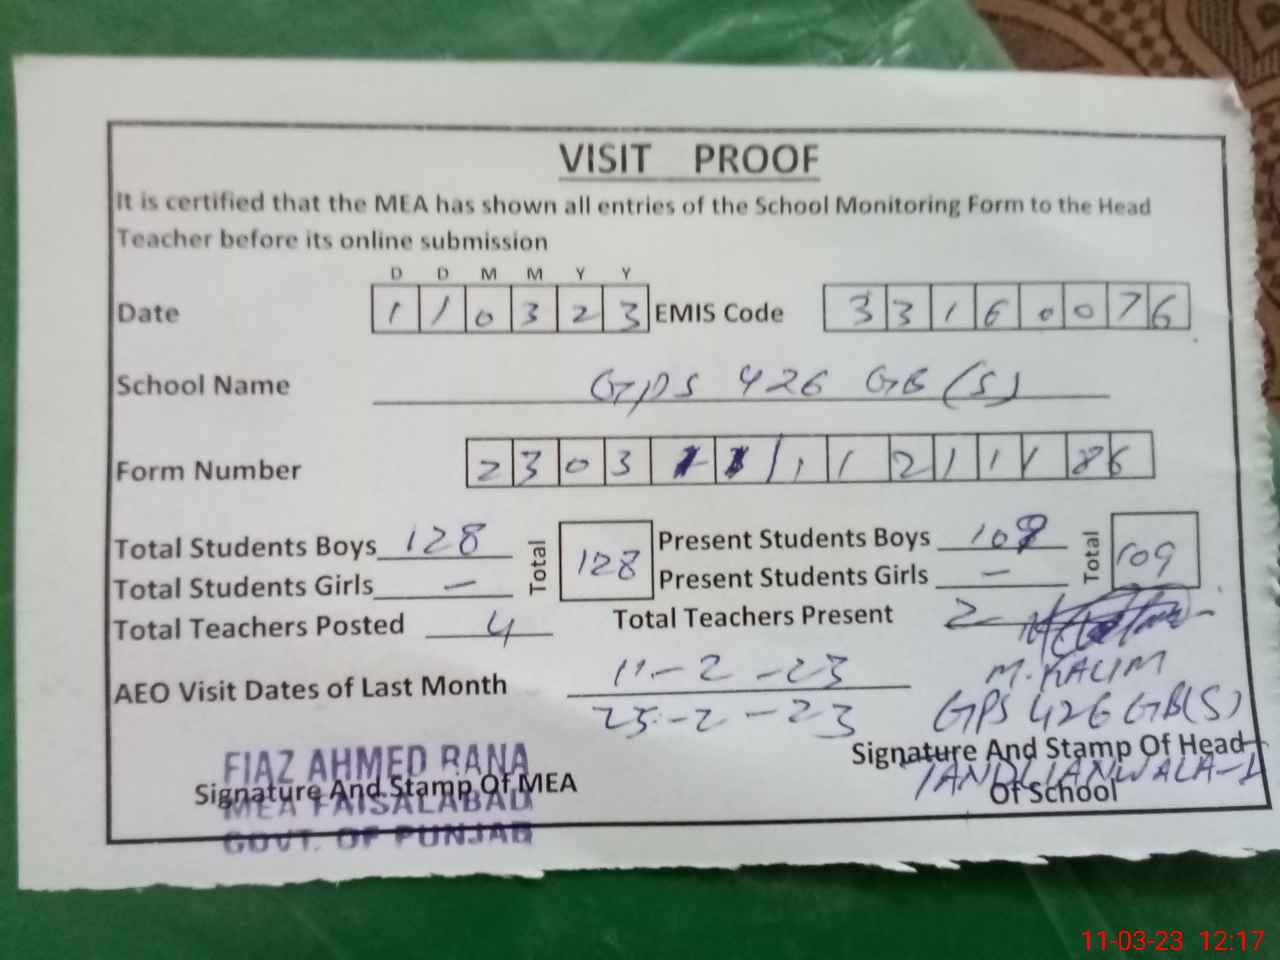 VISIT PROOF
It is certified that the MEA has shown all entries of the School Monitoring Form to the Head
Teacher before its online submission
D D M M Y Y
Date 1 1 0 3 2 3 EMIS Code 3 3 1 6 0 0 7 6
School Name GPS 426 GB (S)
Form Number 2 3 0 3 1 1 / 1 1 2 1 1 1 86
Total Students Boys 128 Total 128 Present Students Boys 109 Total 109
Total Students Girls — Present Students Girls —
Total Teachers Posted 4 Total Teachers Present 2
AEO Visit Dates of Last Month 11-2-23
25-2-23
M. KALIM
GPS 426 GB(S)
TANDLIANWALA-1
Signature And Stamp Of Head
Of School
FIAZ AHMED RANA
Signature And Stamp Of MEA
MEA FAISALABAD
GOVT. OF PUNJAB
11-03-23 12:17